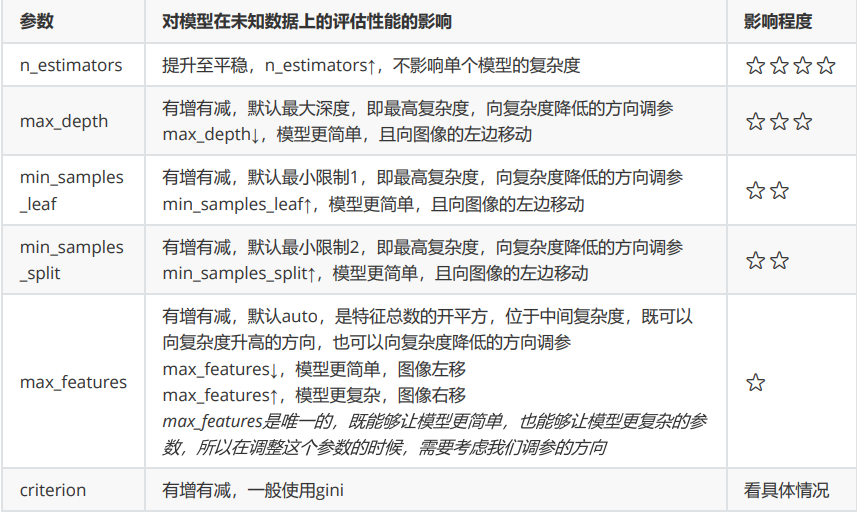 参数 对模型在未知数据上的评估性能的影响 影响程度
n_estimators 提升至平稳，n_estimators↑，不影响单个模型的复杂度 ☆☆☆☆
max_depth 有增有减，默认最大深度，即最高复杂度，向复杂度降低的方向调参
max_depth↓，模型更简单，且向图像的左边移动 ☆☆☆
min_samples
_leaf 有增有减，默认最小限制1，即最高复杂度，向复杂度降低的方向调参
min_samples_leaf↑，模型更简单，且向图像的左边移动 ☆☆
min_samples
_split 有增有减，默认最小限制2，即最高复杂度，向复杂度降低的方向调参
min_samples_split↑，模型更简单，且向图像的左边移动 ☆☆
max_features 有增有减，默认auto，是特征总数的开平方，位于中间复杂度，既可以
向复杂度升高的方向，也可以向复杂度降低的方向调参
max_features↓，模型更简单，图像左移
max_features↑，模型更复杂，图像右移
max_features是唯一的，既能够让模型更简单，也能够让模型更复杂的参
数，所以在调整这个参数的时候，需要考虑我们调参的方向 ☆
criterion 有增有减，一般使用gini 看具体情况